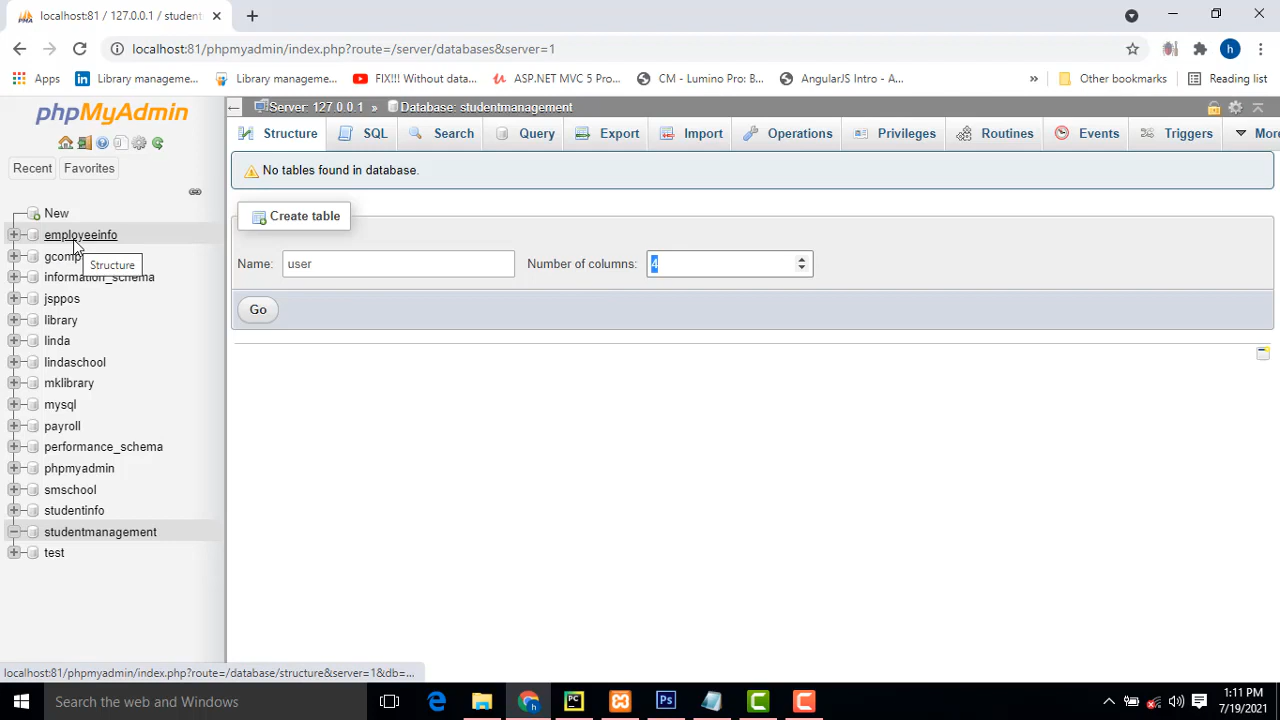 localhost:81 / 127.0.0.1 / student
localhost:81/phpmyadmin/index.php?route=/server/databases&server=1
h
Apps
Library manageme...
Library manageme...
FIX!!! Without data...
ASP.NET MVC 5 Pro...
CM - Lumino Pro: B...
AngularJS Intro - A...
»
Other bookmarks
Reading list
phpMyAdmin
Server: 127.0.0.1 » Database: studentmanagement
Structure
SQL
Search
Query
Export
Import
Operations
Privileges
Routines
Events
Triggers
Mor
Recent
Favorites
No tables found in database.
New
employeeinfo
gcomp
Structure
information_schema
jsppos
library
linda
lindaschool
mklibrary
mysql
payroll
performance_schema
phpmyadmin
smschool
studentinfo
studentmanagement
test
Create table
Name: user
Number of columns: 4
Go
localhost:81/phpmyadmin/index.php?route=/database/structure&server=1&db=...
Search the web and Windows
PC
Ps
1:11 PM
7/19/2021